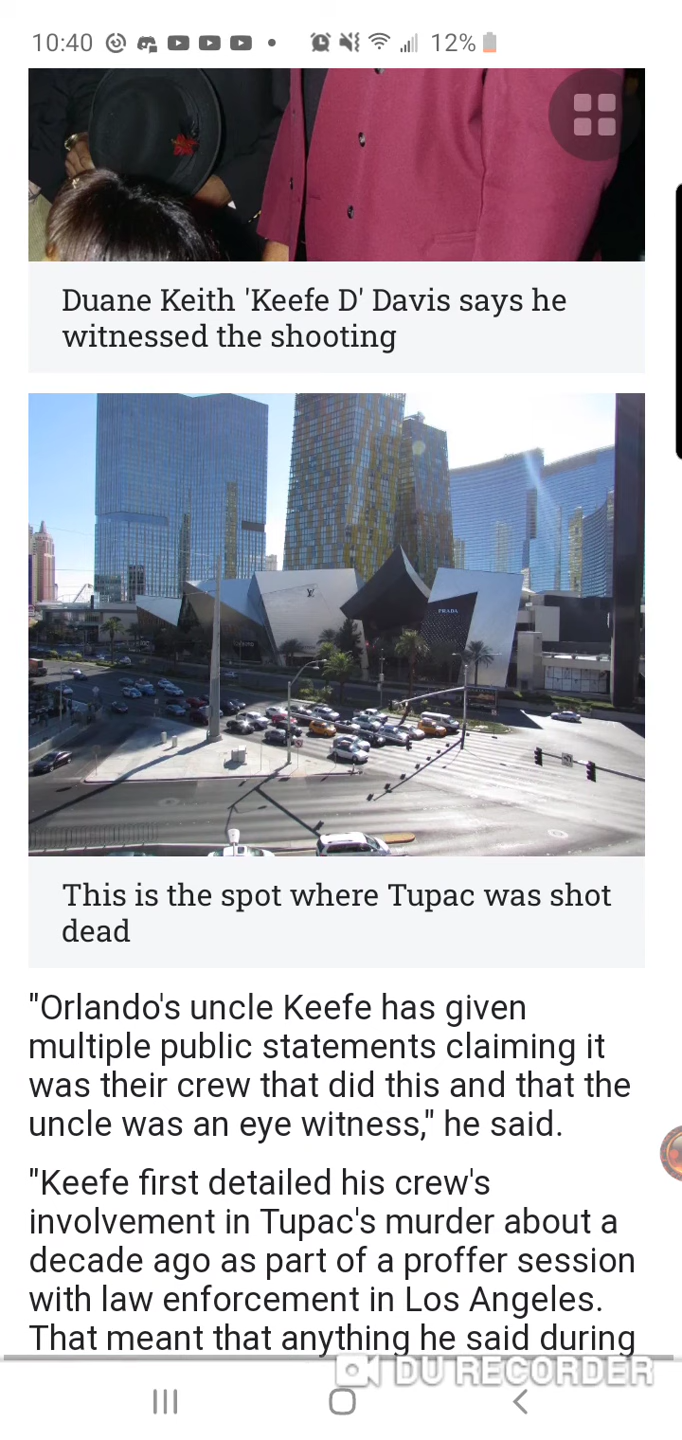 10:40
12%
Duane Keith 'Keefe D' Davis says he
witnessed the shooting
PRADA
This is the spot where Tupac was shot
dead
"Orlando's uncle Keefe has given
multiple public statements claiming it
was their crew that did this and that the
uncle was an eye witness," he said.
"Keefe first detailed his crew's
involvement in Tupac's murder about a
decade ago as part of a proffer session
with law enforcement in Los Angeles.
That meant that anything he said during
DU RECORDER